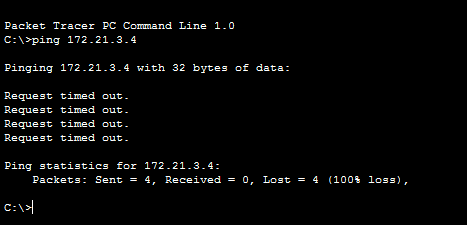 Packet Tracer PC Command Line 1.0
C:\>ping 172.21.3.4
Pinging 172.21.3.4 with 32 bytes of data:
Request timed out.
Request timed out.
Request timed out.
Request timed out.
Ping statistics for 172.21.3.4:
    Packets: Sent = 4, Received = 0, Lost = 4 (100% loss),
C:\>